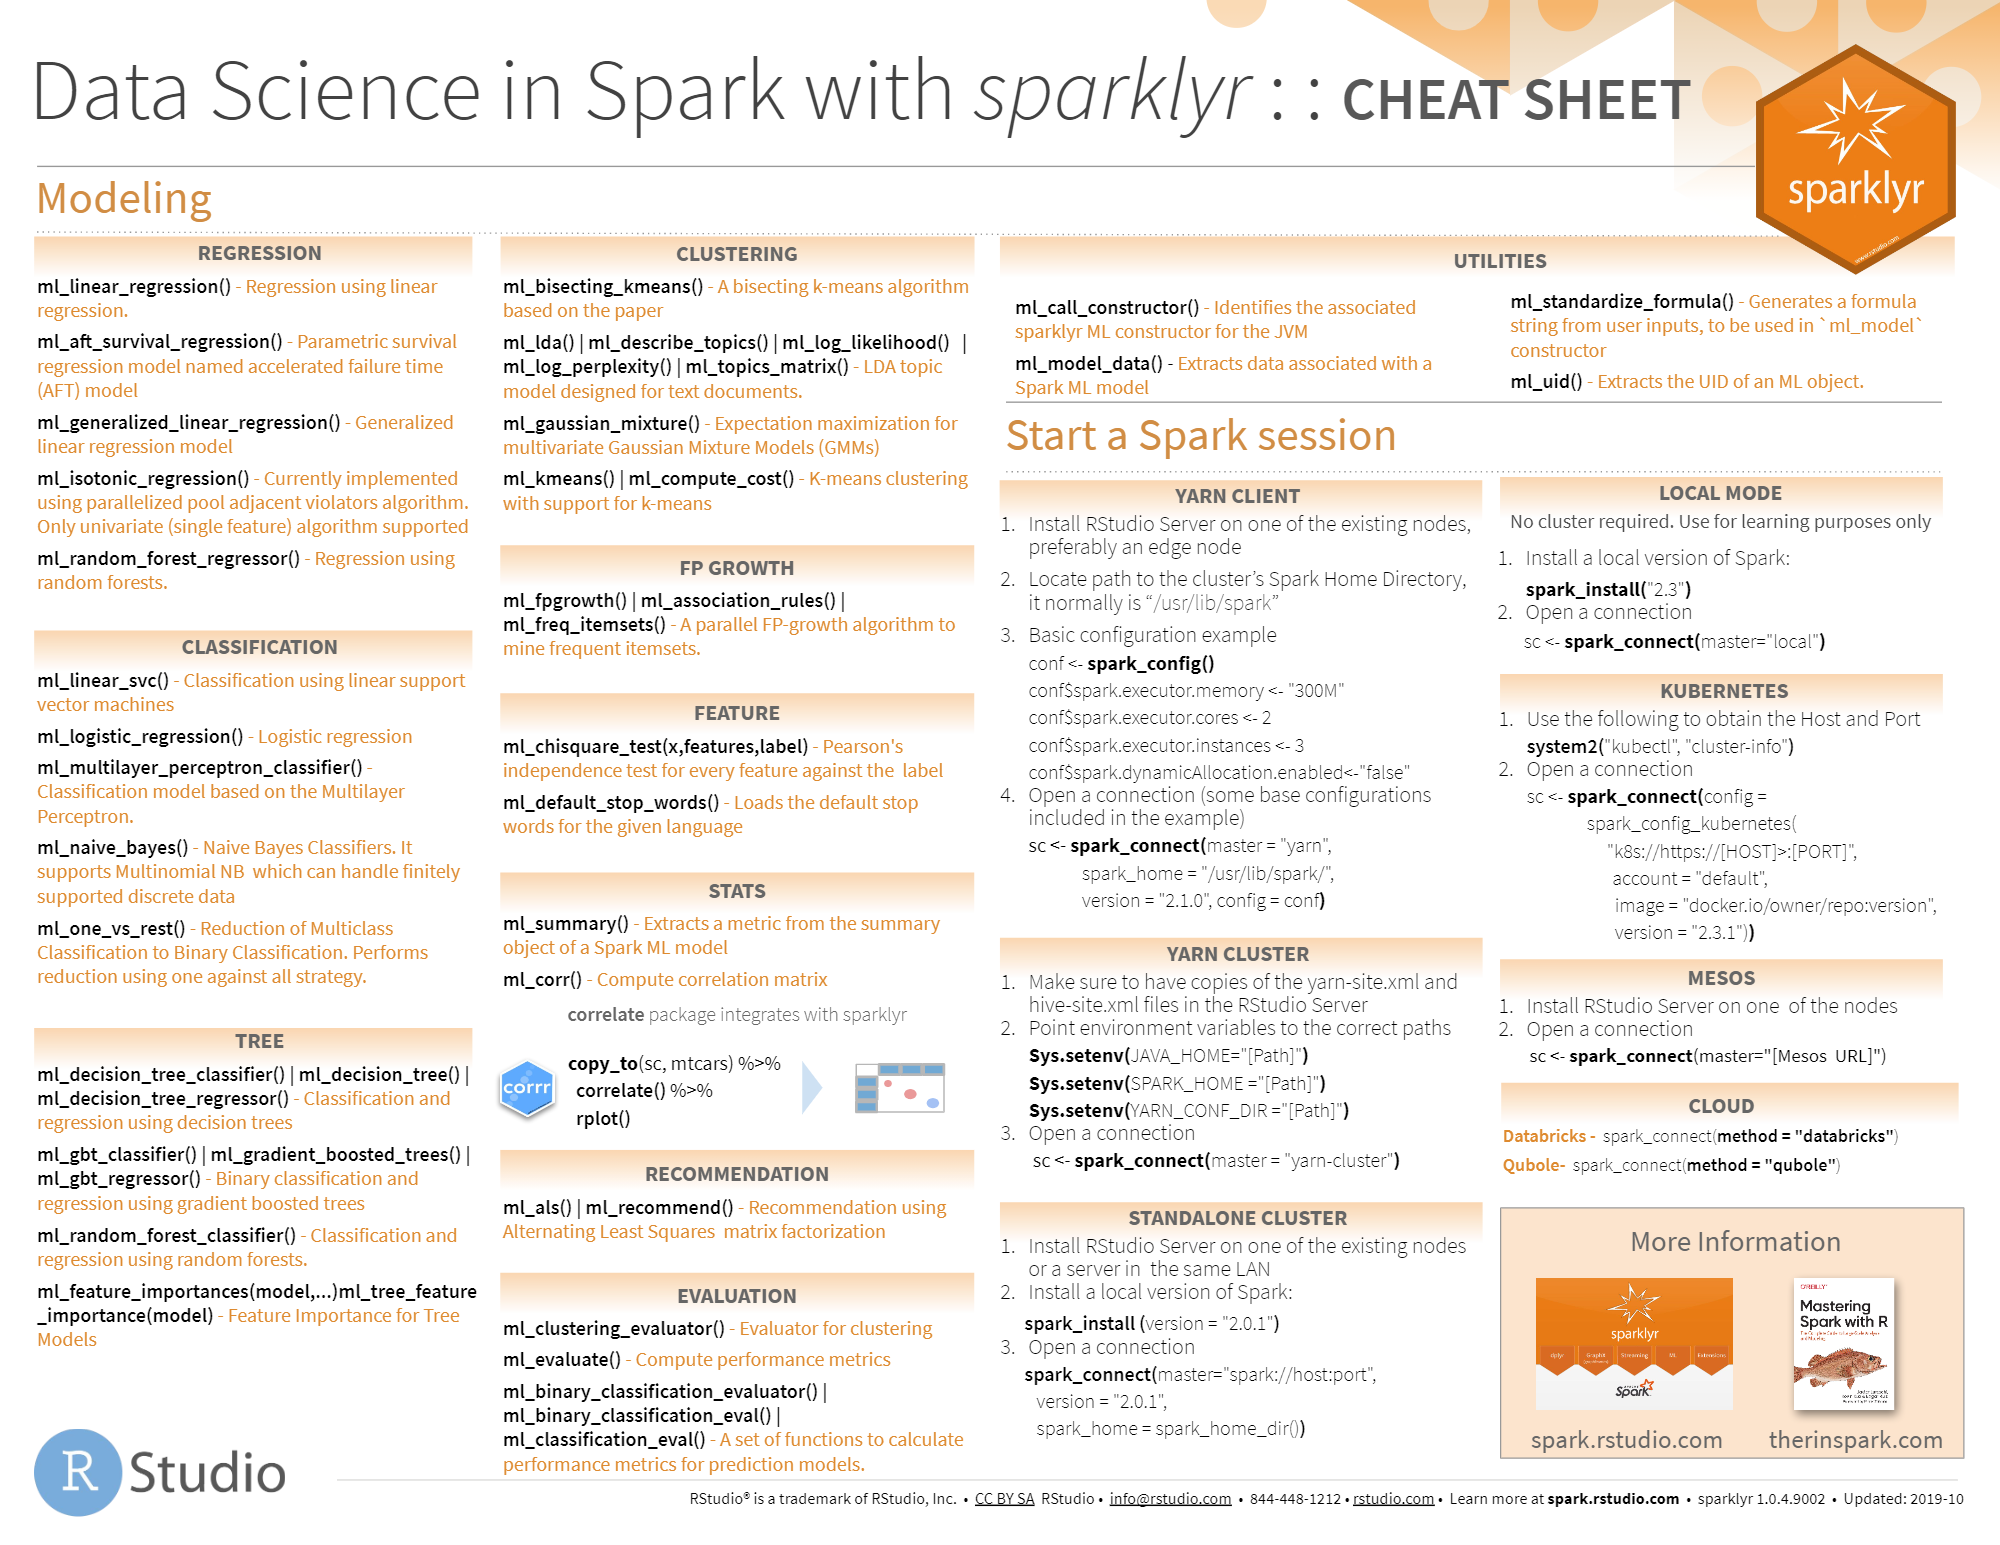 Data Science in Spark with sparklyr : : CHEAT SHEET
sparklyr
www.rstudio.com
Modeling
REGRESSION
ml_linear_regression() - Regression using linear
regression.
ml_aft_survival_regression() - Parametric survival
regression model named accelerated failure time
(AFT) model
ml_generalized_linear_regression() - Generalized
linear regression model
ml_isotonic_regression() - Currently implemented
using parallelized pool adjacent violators algorithm.
Only univariate (single feature) algorithm supported
ml_random_forest_regressor() - Regression using
random forests.
CLASSIFICATION
ml_linear_svc() - Classification using linear support
vector machines
ml_logistic_regression() - Logistic regression
ml_multilayer_perceptron_classifier() -
Classification model based on the Multilayer
Perceptron.
ml_naive_bayes() - Naive Bayes Classifiers. It
supports Multinomial NB which can handle finitely
supported discrete data
ml_one_vs_rest() - Reduction of Multiclass
Classification to Binary Classification. Performs
reduction using one against all strategy.
TREE
ml_decision_tree_classifier() | ml_decision_tree() |
ml_decision_tree_regressor() - Classification and
regression using decision trees
ml_gbt_classifier() | ml_gradient_boosted_trees() |
ml_gbt_regressor() - Binary classification and
regression using gradient boosted trees
ml_random_forest_classifier() - Classification and
regression using random forests.
ml_feature_importances(model,...)ml_tree_feature
_importance(model) - Feature Importance for Tree
Models
CLUSTERING
ml_bisecting_kmeans() - A bisecting k-means algorithm
based on the paper
ml_lda() | ml_describe_topics() | ml_log_likelihood() |
ml_log_perplexity() | ml_topics_matrix() - LDA topic
model designed for text documents.
ml_gaussian_mixture() - Expectation maximization for
multivariate Gaussian Mixture Models (GMMs)
ml_kmeans() | ml_compute_cost() - K-means clustering
with support for k-means
FP GROWTH
ml_fpgrowth() | ml_association_rules() |
ml_freq_itemsets() - A parallel FP-growth algorithm to
mine frequent itemsets.
FEATURE
ml_chisquare_test(x,features,label) - Pearson's
independence test for every feature against the label
ml_default_stop_words() - Loads the default stop
words for the given language
STATS
ml_summary() - Extracts a metric from the summary
object of a Spark ML model
ml_corr() - Compute correlation matrix
correlate package integrates with sparklyr
corrr
copy_to(sc, mtcars) %>%
correlate() %>%
rplot()
RECOMMENDATION
ml_als() | ml_recommend() - Recommendation using
Alternating Least Squares matrix factorization
EVALUATION
ml_clustering_evaluator() - Evaluator for clustering
ml_evaluate() - Compute performance metrics
ml_binary_classification_evaluator() |
ml_binary_classification_eval() |
ml_classification_eval() - A set of functions to calculate
performance metrics for prediction models.
UTILITIES
ml_call_constructor() - Identifies the associated
sparklyr ML constructor for the JVM
ml_model_data() - Extracts data associated with a
Spark ML model
ml_standardize_formula() - Generates a formula
string from user inputs, to be used in `ml_model`
constructor
ml_uid() - Extracts the UID of an ML object.
Start a Spark session
YARN CLIENT
1. Install RStudio Server on one of the existing nodes,
preferably an edge node
2. Locate path to the cluster’s Spark Home Directory,
it normally is “/usr/lib/spark”
3. Basic configuration example
conf <- spark_config()
conf$spark.executor.memory <- "300M"
conf$spark.executor.cores <- 2
conf$spark.executor.instances <- 3
conf$spark.dynamicAllocation.enabled<-"false"
4. Open a connection (some base configurations
included in the example)
sc <- spark_connect(master = "yarn",
spark_home = "/usr/lib/spark/",
version = "2.1.0", config = conf)
YARN CLUSTER
1. Make sure to have copies of the yarn-site.xml and
hive-site.xml files in the RStudio Server
2. Point environment variables to the correct paths
Sys.setenv(JAVA_HOME="[Path]")
Sys.setenv(SPARK_HOME ="[Path]")
Sys.setenv(YARN_CONF_DIR ="[Path]")
3. Open a connection
sc <- spark_connect(master = "yarn-cluster")
STANDALONE CLUSTER
1. Install RStudio Server on one of the existing nodes
or a server in the same LAN
2. Install a local version of Spark:
spark_install (version = "2.0.1")
3. Open a connection
spark_connect(master="spark://host:port",
version = "2.0.1",
spark_home = spark_home_dir())
LOCAL MODE
No cluster required. Use for learning purposes only
1. Install a local version of Spark:
spark_install("2.3")
2. Open a connection
sc <- spark_connect(master="local")
KUBERNETES
1. Use the following to obtain the Host and Port
system2("kubectl", "cluster-info")
2. Open a connection
sc <- spark_connect(config =
spark_config_kubernetes(
"k8s://https://[HOST]>:[PORT]",
account = "default",
image = "docker.io/owner/repo:version",
version = "2.3.1"))
MESOS
1. Install RStudio Server on one of the nodes
2. Open a connection
sc <- spark_connect(master="[Mesos URL]")
CLOUD
Databricks - spark_connect(method = "databricks")
Qubole- spark_connect(method = "qubole")
More Information
sparklyr
dplyr GraphX Streaming ML Extensions
Spark
spark.rstudio.com
O'REILLY
Mastering
Spark with R
therinspark.com
R Studio
RStudio® is a trademark of RStudio, Inc. • CC BY SA RStudio • info@rstudio.com • 844-448-1212 • rstudio.com • Learn more at spark.rstudio.com • sparklyr 1.0.4.9002 • Updated: 2019-10